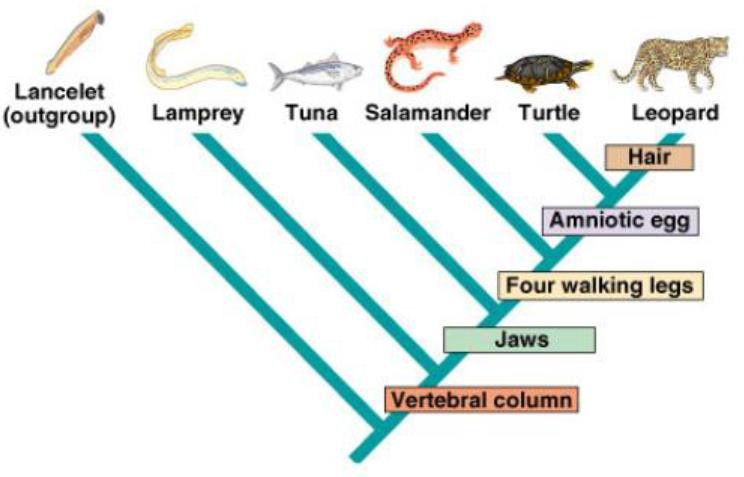 Lancelet
(outgroup)
Lamprey
Tuna
Salamander
Turtle
Leopard
Hair
Amniotic egg
Four walking legs
Jaws
Vertebral column